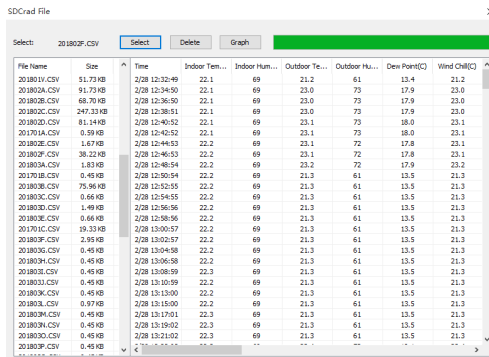 SDCrad File
Select: 201802F.CSV Select Delete Graph
File Name Size Time Indoor Tem... Indoor Hum... Outdoor Te... Outdoor Hu... Dew Point(C) Wind Chill(C)
201801V.CSV 51.73 KB 2/28 12:32:49 22.1 69 21.2 61 13.4 21.2
201802A.CSV 91.73 KB 2/28 12:34:50 22.1 69 23.0 73 17.9 23.0
201802B.CSV 68.70 KB 2/28 12:36:50 22.1 69 23.0 73 17.9 23.0
201802C.CSV 247.33 KB 2/28 12:38:51 22.1 69 23.0 73 17.9 23.0
201802D.CSV 81.14 KB 2/28 12:40:52 22.1 69 23.1 73 18.0 23.1
201701A.CSV 0.59 KB 2/28 12:42:52 22.1 69 23.1 73 18.0 23.1
201802E.CSV 1.67 KB 2/28 12:44:53 22.2 69 23.1 72 17.8 23.1
201802F.CSV 38.22 KB 2/28 12:46:53 22.2 69 23.1 72 17.8 23.1
201803A.CSV 1.83 KB 2/28 12:48:54 22.2 69 23.2 72 17.9 23.2
201701B.CSV 0.45 KB 2/28 12:50:54 22.2 69 21.3 61 13.5 21.3
201803B.CSV 75.96 KB 2/28 12:52:55 22.2 69 21.3 61 13.5 21.3
201803C.CSV 0.66 KB 2/28 12:54:55 22.2 69 21.3 61 13.5 21.3
201803D.CSV 1.49 KB 2/28 12:56:56 22.2 69 21.3 61 13.5 21.3
201803E.CSV 0.66 KB 2/28 12:58:56 22.2 69 21.3 61 13.5 21.3
201701C.CSV 19.33 KB 2/28 13:00:57 22.2 69 21.3 61 13.5 21.3
201803F.CSV 2.95 KB 2/28 13:02:57 22.2 69 21.3 61 13.5 21.3
201803G.CSV 0.45 KB 2/28 13:04:58 22.2 69 21.3 61 13.5 21.3
201803H.CSV 0.45 KB 2/28 13:06:58 22.2 69 21.3 61 13.5 21.3
201803I.CSV 0.45 KB 2/28 13:08:59 22.3 69 21.3 61 13.5 21.3
201803J.CSV 0.45 KB 2/28 13:10:59 22.2 69 21.3 61 13.5 21.3
201803K.CSV 0.45 KB 2/28 13:13:00 22.2 69 21.3 61 13.5 21.3
201803L.CSV 0.97 KB 2/28 13:15:00 22.2 69 21.3 61 13.5 21.3
201803M.CSV 0.45 KB 2/28 13:17:01 22.3 69 21.3 61 13.5 21.3
201803N.CSV 0.45 KB 2/28 13:19:02 22.3 69 21.3 61 13.5 21.3
201803O.CSV 0.45 KB 2/28 13:21:02 22.3 69 21.3 61 13.5 21.3
201803P.CSV 0.45 KB